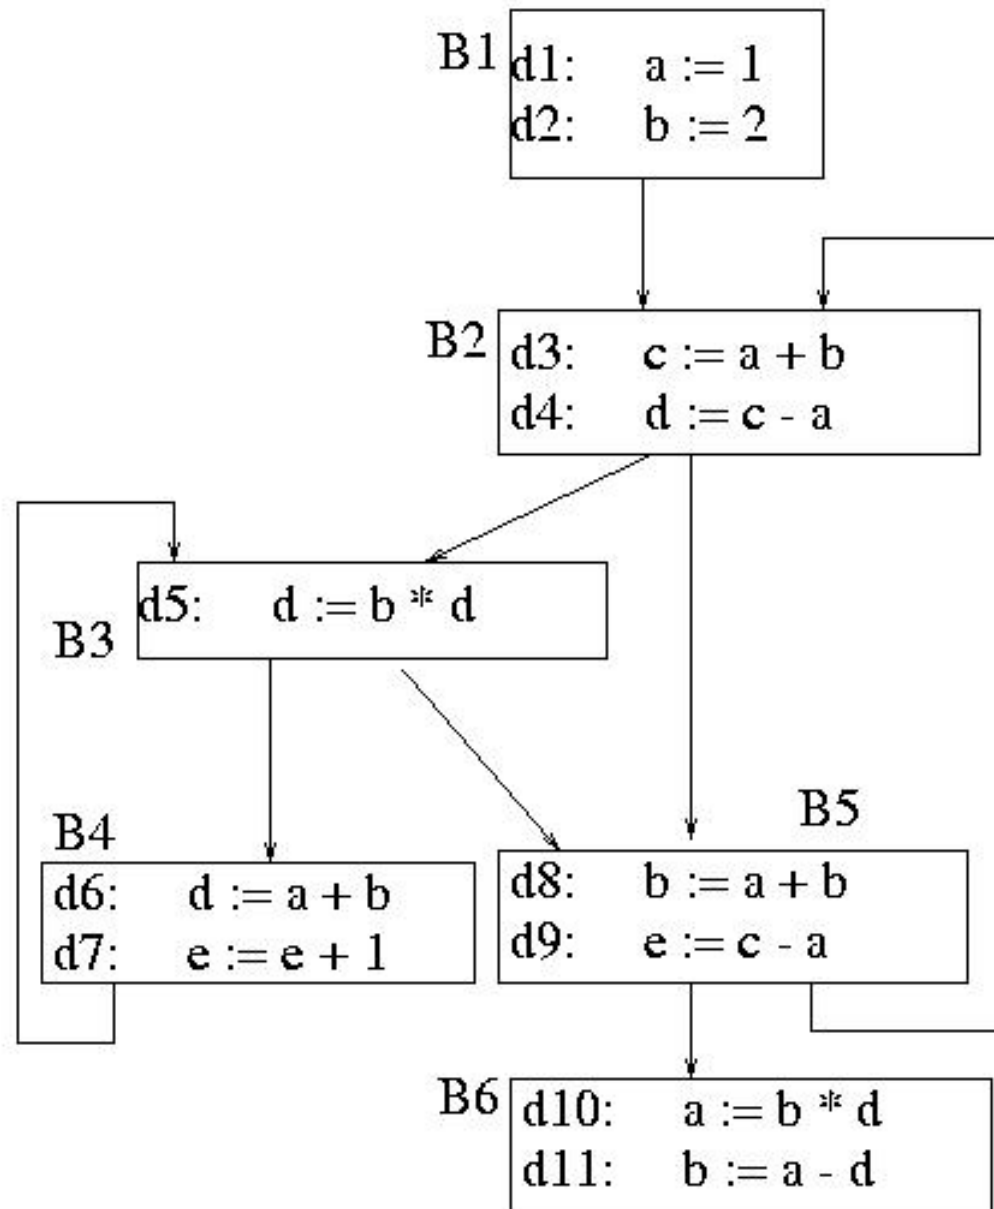 B1
d1: a := 1
d2: b := 2
B2
d3: c := a + b
d4: d := c - a
d5: d := b * d
B3
B4
d6: d := a + b
d7: e := e + 1
B5
d8: b := a + b
d9: e := c - a
B6
d10: a := b * d
d11: b := a - d